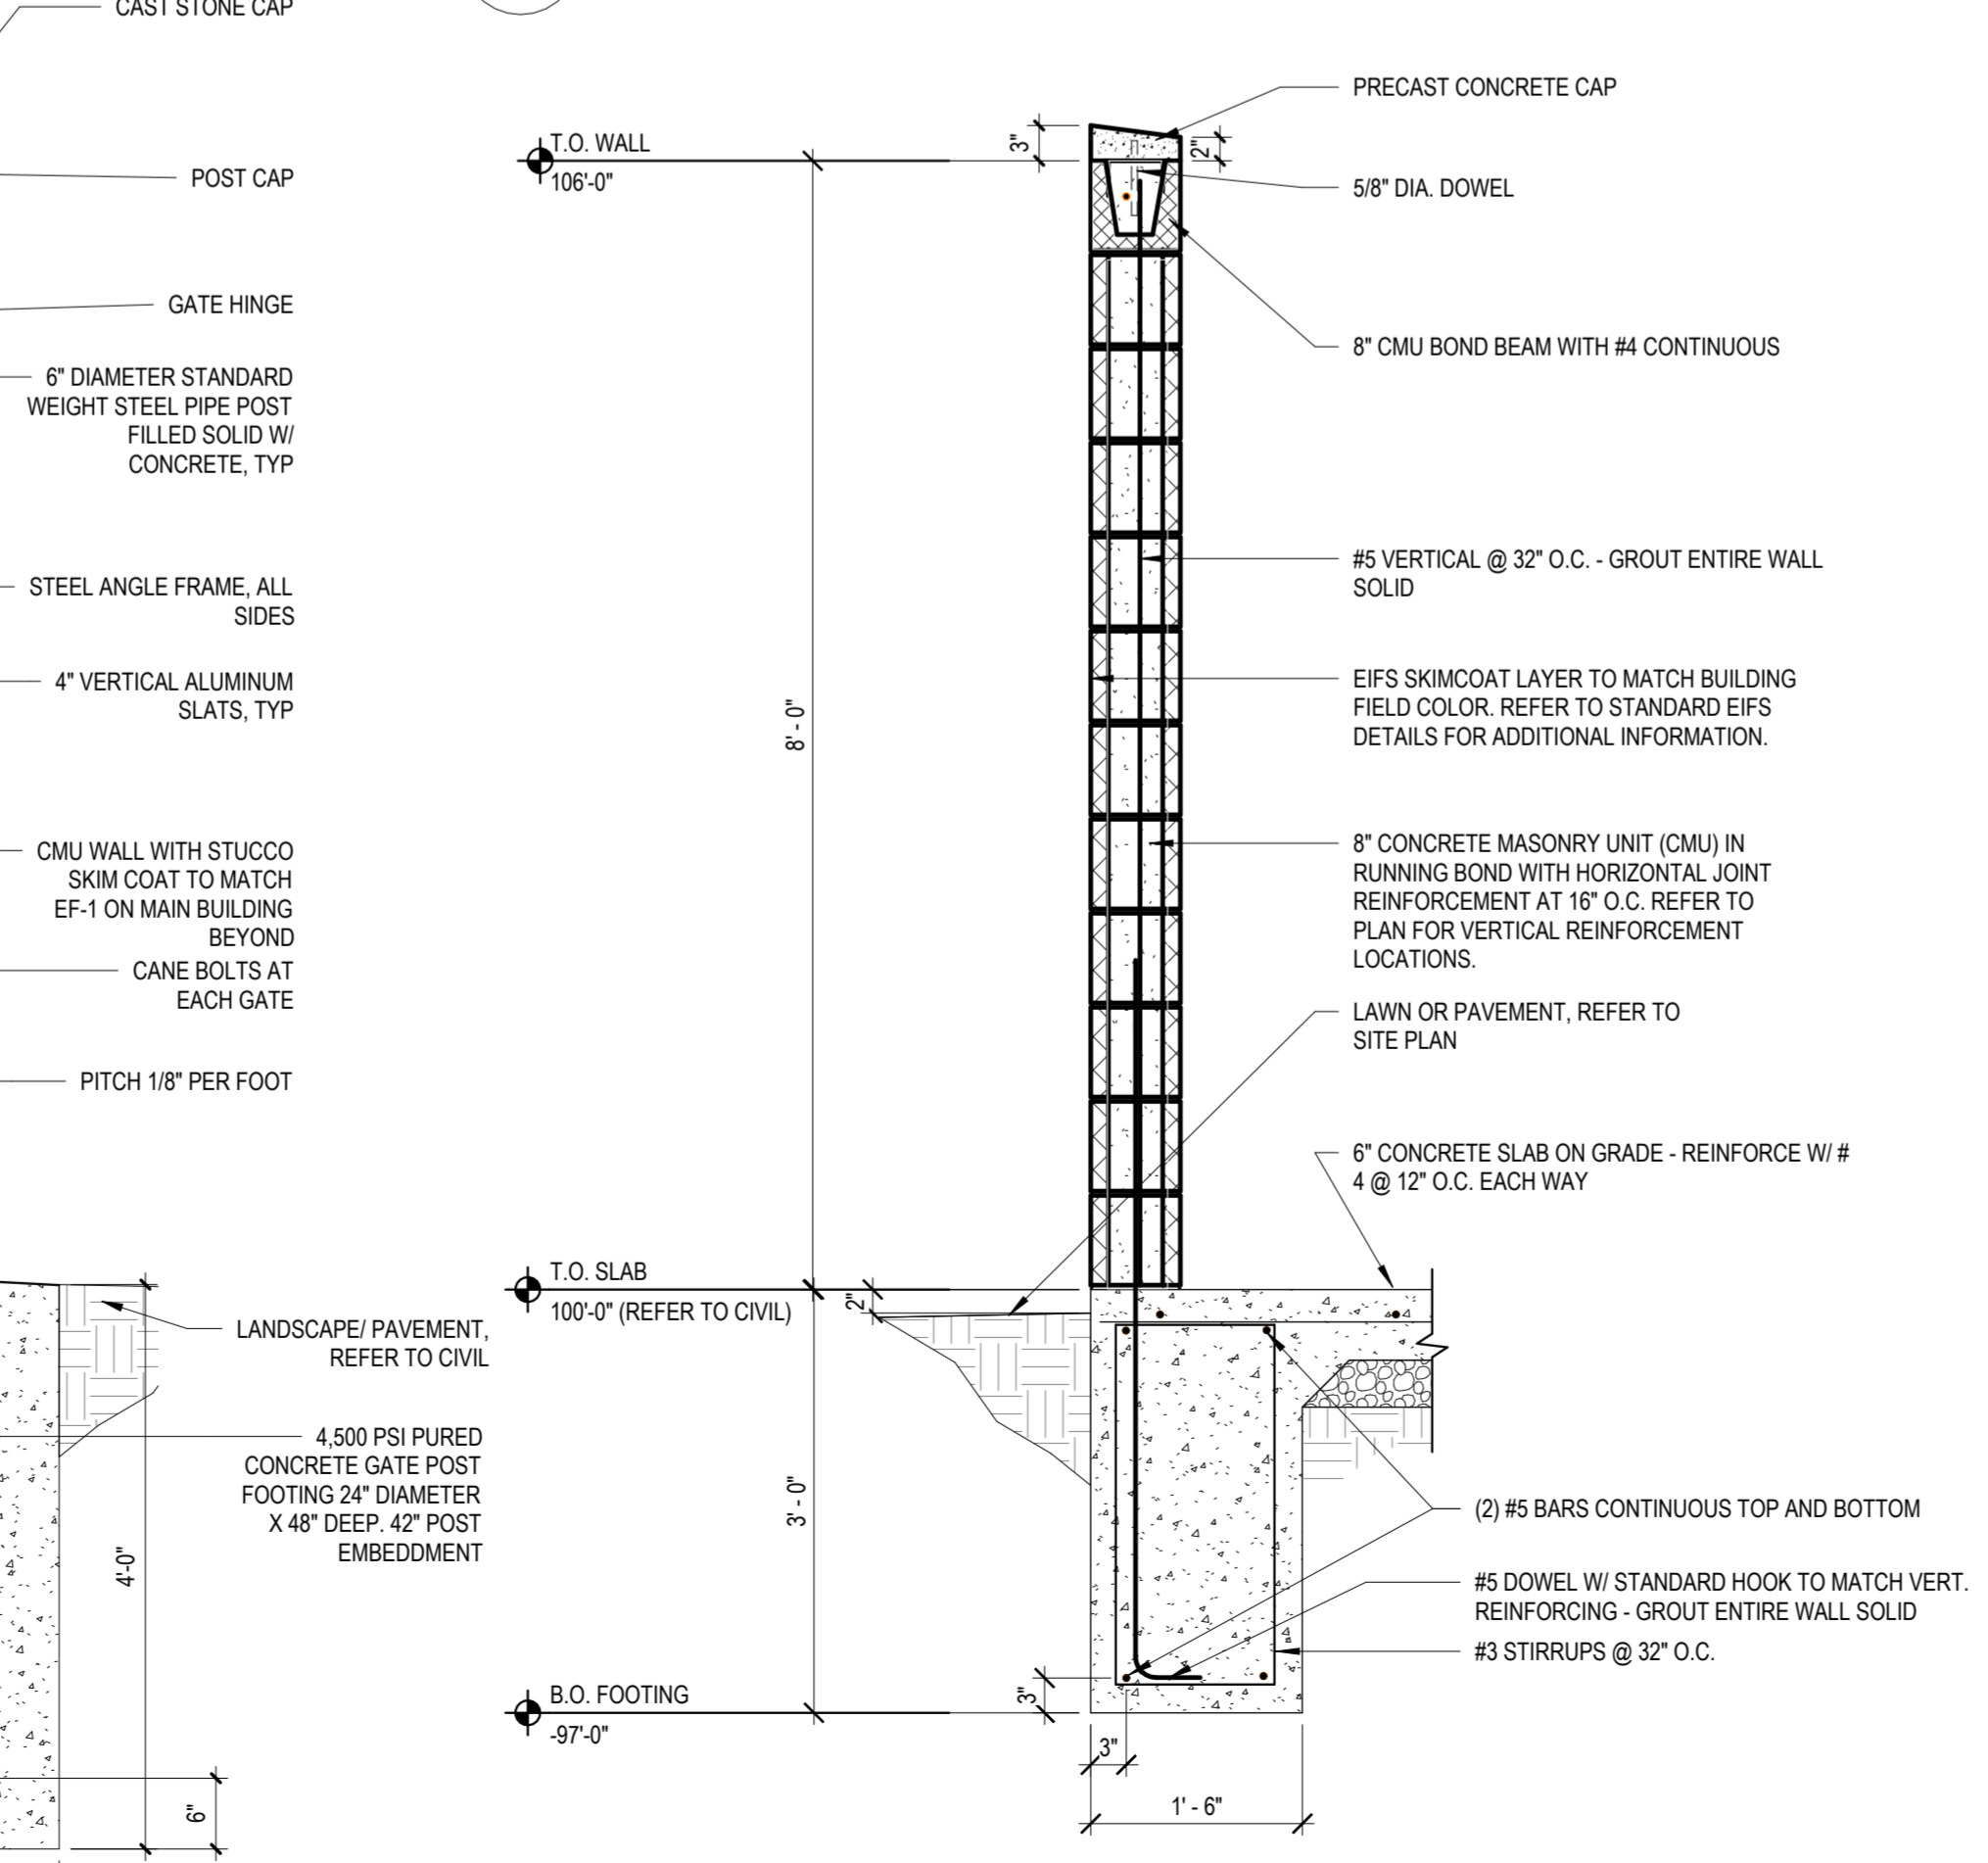 CAST STONE CAP
POST CAP
GATE HINGE
6" DIAMETER STANDARD
WEIGHT STEEL PIPE POST
FILLED SOLID W/
CONCRETE, TYP
STEEL ANGLE FRAME, ALL
SIDES
4" VERTICAL ALUMINUM
SLATS, TYP
CMU WALL WITH STUCCO
SKIM COAT TO MATCH
EF-1 ON MAIN BUILDING
BEYOND
CANE BOLTS AT
EACH GATE
PITCH 1/8" PER FOOT
LANDSCAPE/ PAVEMENT,
REFER TO CIVIL
4,500 PSI PURED
CONCRETE GATE POST
FOOTING 24" DIAMETER
X 48" DEEP. 42" POST
EMBEDDMENT
4'-0"
6"
T.O. WALL
106'-0"
8' - 0"
T.O. SLAB
100'-0" (REFER TO CIVIL)
2"
3' - 0"
B.O. FOOTING
-97'-0"
3"
2"
3"
3"
1' - 6"
PRECAST CONCRETE CAP
5/8" DIA. DOWEL
8" CMU BOND BEAM WITH #4 CONTINUOUS
#5 VERTICAL @ 32" O.C. - GROUT ENTIRE WALL
SOLID
EIFS SKIMCOAT LAYER TO MATCH BUILDING
FIELD COLOR. REFER TO STANDARD EIFS
DETAILS FOR ADDITIONAL INFORMATION.
8" CONCRETE MASONRY UNIT (CMU) IN
RUNNING BOND WITH HORIZONTAL JOINT
REINFORCEMENT AT 16" O.C. REFER TO
PLAN FOR VERTICAL REINFORCEMENT
LOCATIONS.
LAWN OR PAVEMENT, REFER TO
SITE PLAN
6" CONCRETE SLAB ON GRADE - REINFORCE W/ #
4 @ 12" O.C. EACH WAY
(2) #5 BARS CONTINUOUS TOP AND BOTTOM
#5 DOWEL W/ STANDARD HOOK TO MATCH VERT.
REINFORCING - GROUT ENTIRE WALL SOLID
#3 STIRRUPS @ 32" O.C.